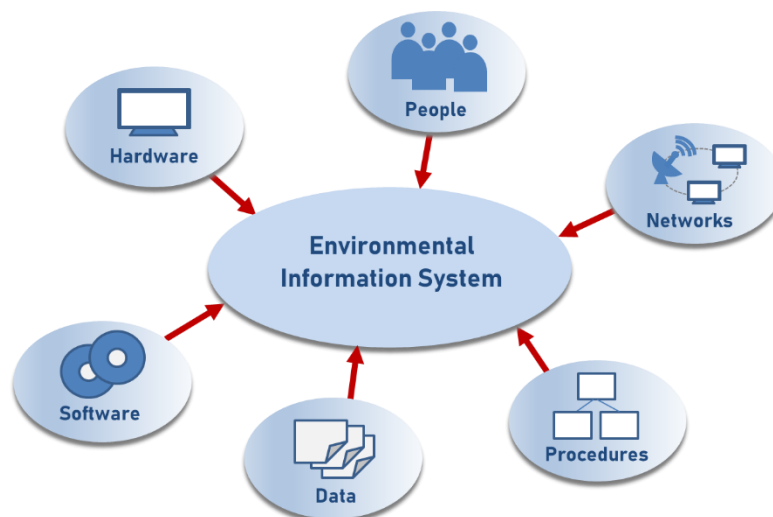 People
Hardware
Networks
Environmental
Information System
Software
Procedures
Data